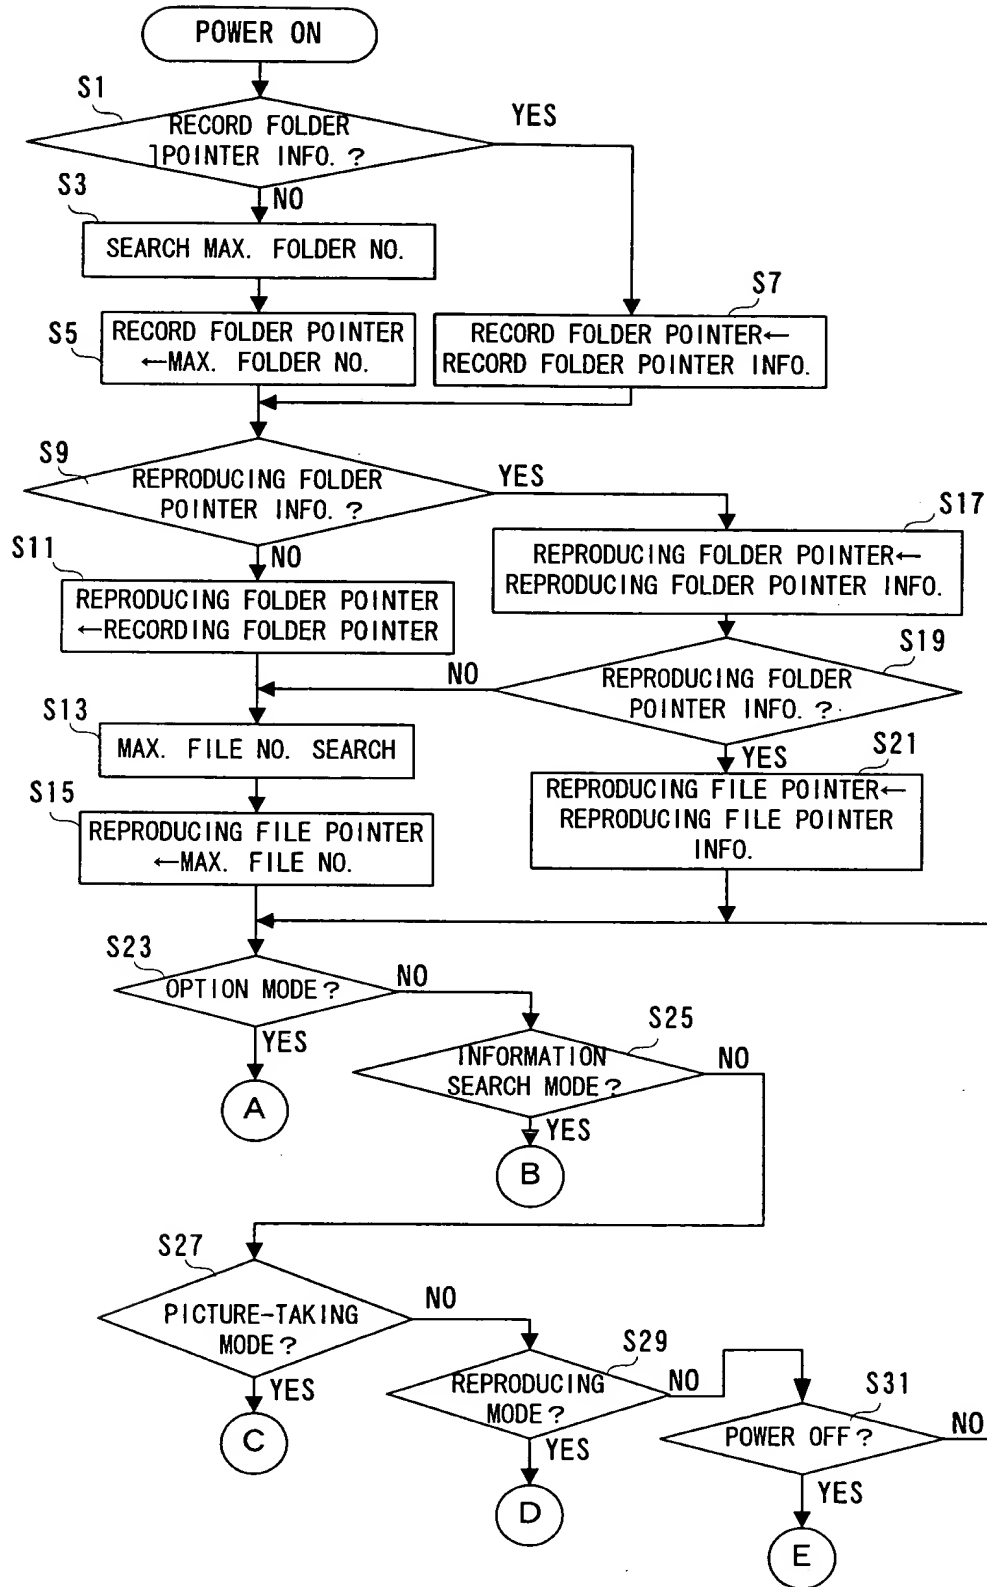 POWER ON
S1
RECORD FOLDER
]POINTER INFO.?
YES
NO
S3
SEARCH MAX. FOLDER NO.
S5
RECORD FOLDER POINTER
←MAX. FOLDER NO.
S7
RECORD FOLDER POINTER←
RECORD FOLDER POINTER INFO.
S9
REPRODUCING FOLDER
POINTER INFO.?
YES
NO
S11
REPRODUCING FOLDER POINTER
←RECORDING FOLDER POINTER
S17
REPRODUCING FOLDER POINTER←
REPRODUCING FOLDER POINTER INFO.
S19
REPRODUCING FOLDER
POINTER INFO.?
NO
YES
S13
MAX. FILE NO. SEARCH
S15
REPRODUCING FILE POINTER
←MAX. FILE NO.
S21
REPRODUCING FILE POINTER←
REPRODUCING FILE POINTER
INFO.
S23
OPTION MODE?
NO
YES
A
S25
INFORMATION
SEARCH MODE?
NO
YES
B
S27
PICTURE-TAKING
MODE?
NO
YES
C
S29
REPRODUCING
MODE?
NO
YES
D
S31
POWER OFF?
NO
YES
E